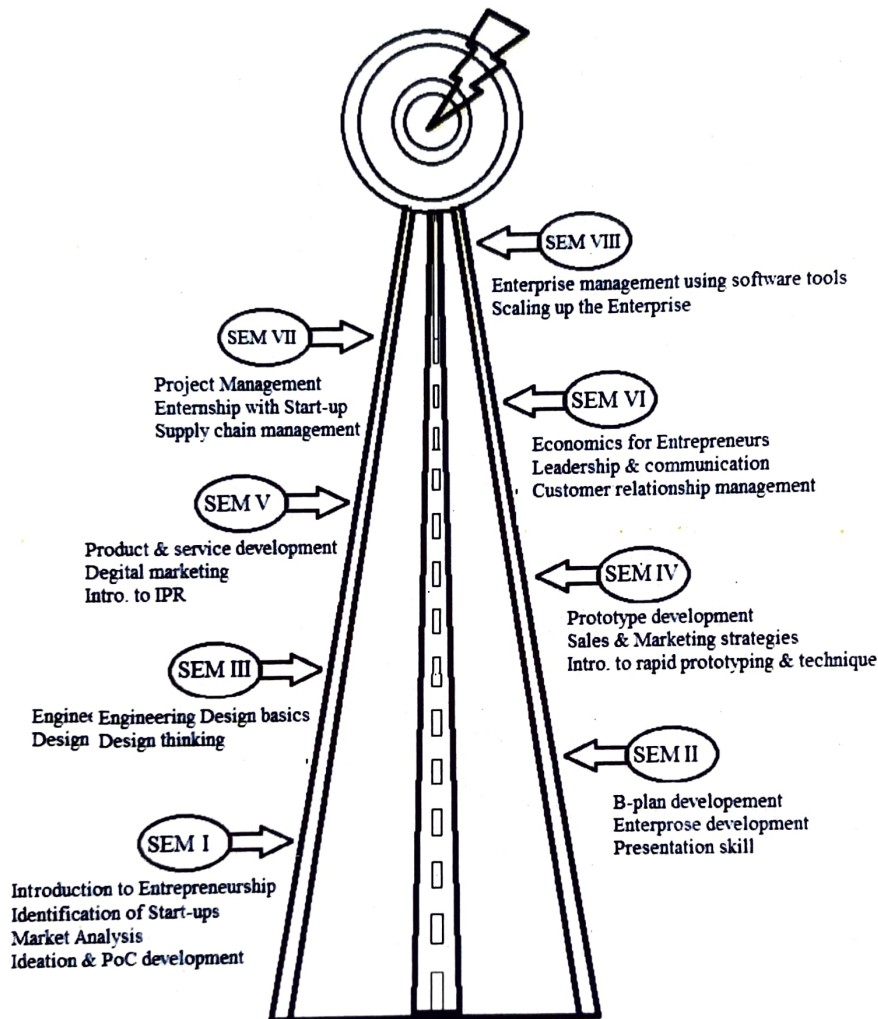 SEM VIII
Enterprise management using software tools
Scaling up the Enterprise
SEM VII
Project Management
Enternship with Start-up
Supply chain management
SEM VI
Economics for Entrepreneurs
Leadership & communication
Customer relationship management
SEM V
Product & service development
Degital marketing
Intro. to IPR
SEM IV
Prototype development
Sales & Marketing strategies
Intro. to rapid prototyping & technique
SEM III
Engine Engineering Design basics
Design Design thinking
SEM II
B-plan developement
Enterprose development
Presentation skill
SEM I
Introduction to Entrepreneurship
Identification of Start-ups
Market Analysis
Ideation & PoC development